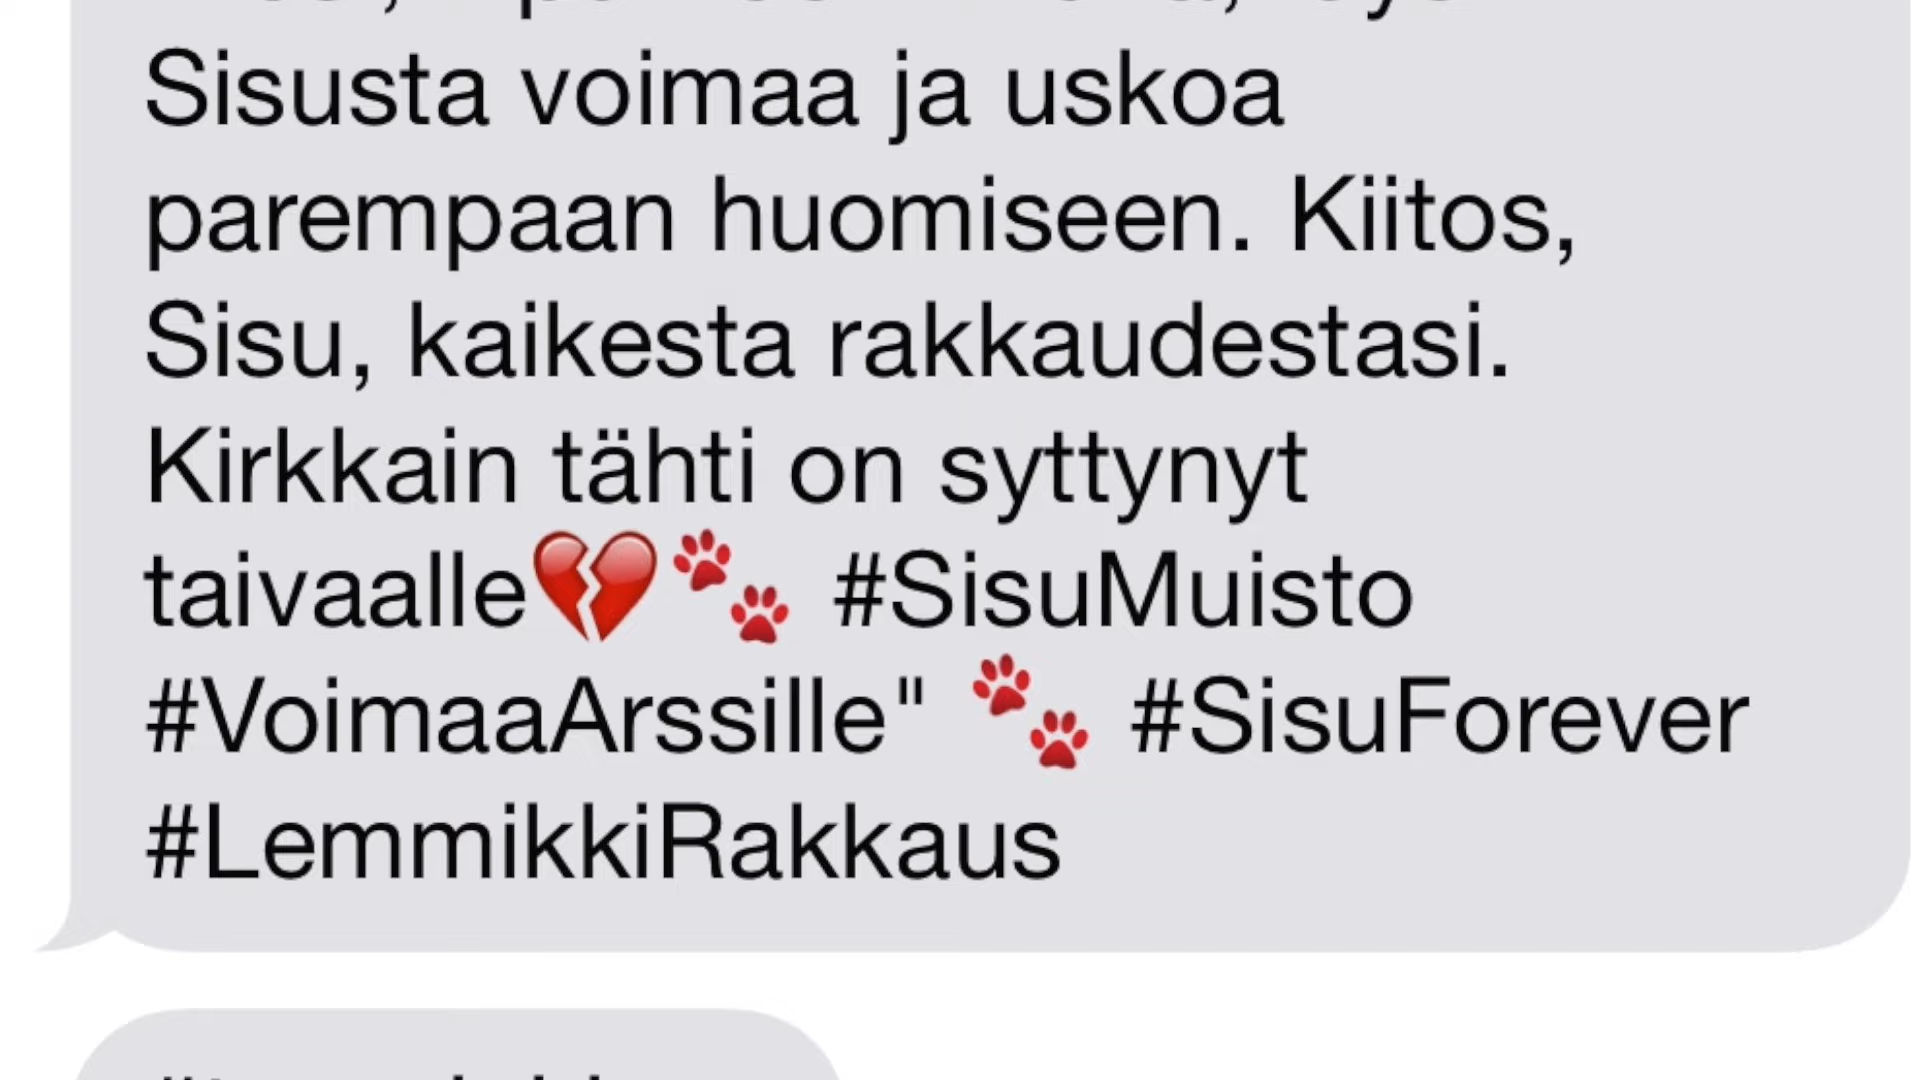 Sisusta voimaa ja uskoa
parempaan huomiseen. Kiitos,
Sisu, kaikesta rakkaudestasi.
Kirkkain tähti on syttynyt
taivaalle💔🐾 #SisuMuisto
#VoimaaArssille" 🐾 #SisuForever
#LemmikkiRakkaus